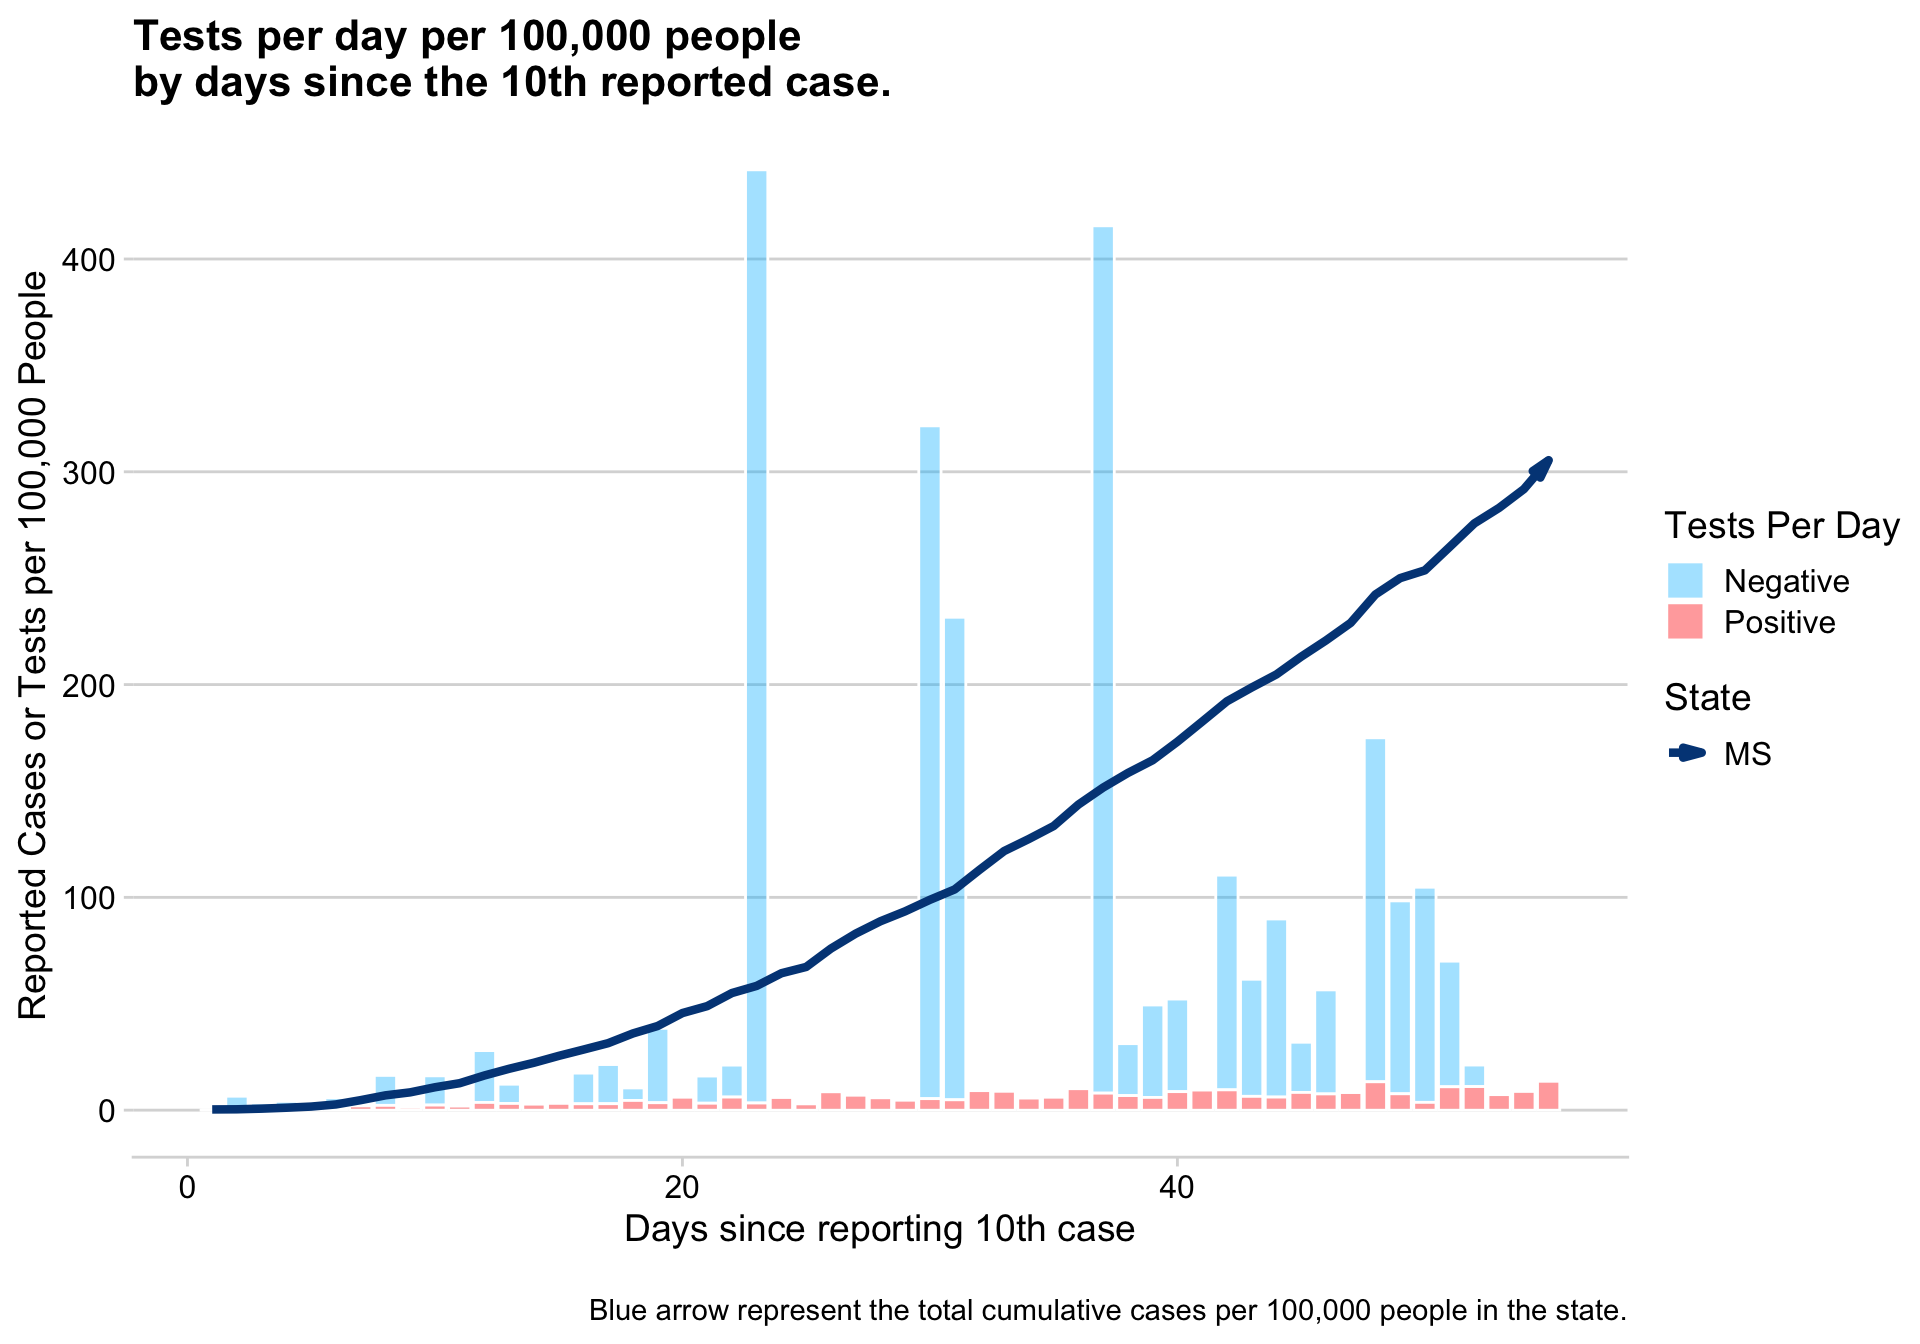 Tests per day per 100,000 people
by days since the 10th reported case.
Reported Cases or Tests per 100,000 People
400
300
200
100
0
0
20
40
Days since reporting 10th case
Tests Per Day
Negative
Positive
State
MS
Blue arrow represent the total cumulative cases per 100,000 people in the state.